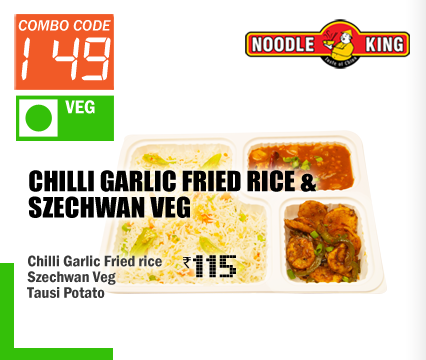 COMBO CODE
149
VEG
NOODLE KING
Taste of China
CHILLI GARLIC FRIED RICE &
SZECHWAN VEG
Chilli Garlic Fried rice
Szechwan Veg
Tausi Potato
₹115